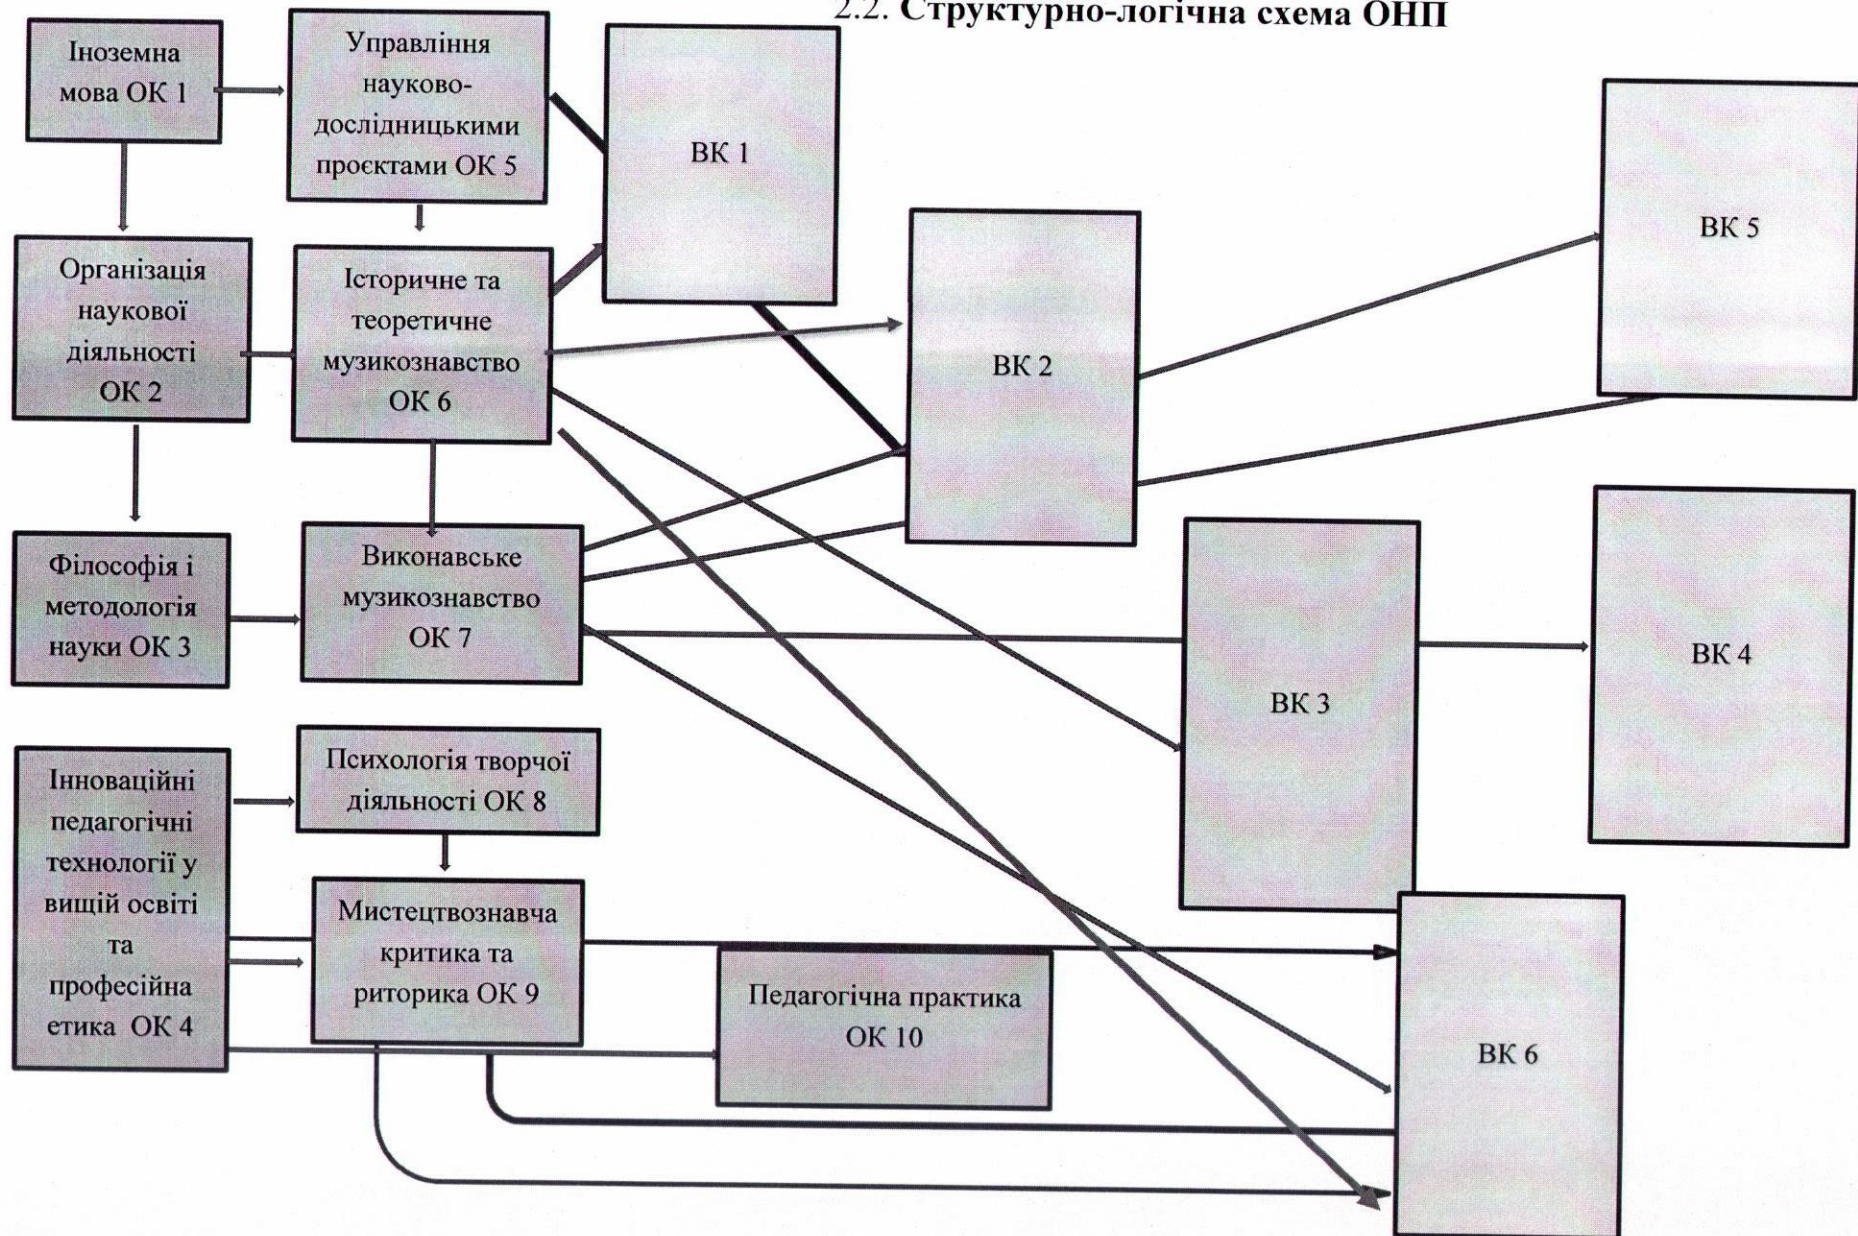 2.2. Структурно-логічна схема ОНП
Іноземна
мова ОК 1
Управління
науково-
дослідницькими
проєктами ОК 5
ВК 1
ВК 5
Організація
наукової
діяльності
ОК 2
Історичне та
теоретичне
музикознавство
ОК 6
ВК 2
Філософія і
методологія
науки ОК 3
Виконавське
музикознавство
ОК 7
ВК 3
ВК 4
Інноваційні
педагогічні
технології у
вищій освіті
та
професійна
етика ОК 4
Психологія творчої
діяльності ОК 8
Мистецтвознавча
критика та
риторика ОК 9
Педагогічна практика
ОК 10
ВК 6